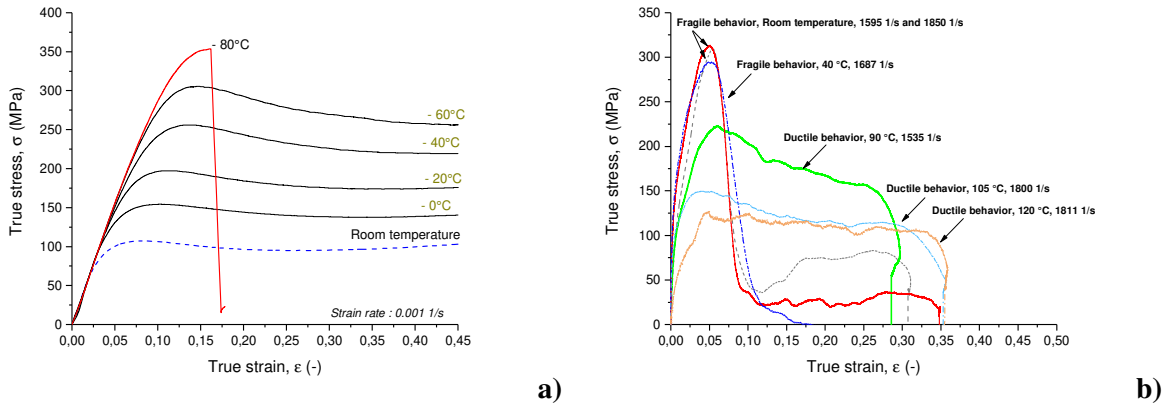 400
350
300
250
200
150
100
50
0
True stress, σ (MPa)
- 80°C
- 60°C
- 40°C
- 20°C
- 0°C
Room temperature
Strain rate : 0.001 1/s
0,00 0,05 0,10 0,15 0,20 0,25 0,30 0,35 0,40 0,45
True strain, ε (-)
a)
350
300
250
200
150
100
50
0
True stress, σ (MPa)
Fragile behavior, Room temperature, 1595 1/s and 1850 1/s
Fragile behavior, 40 °C, 1687 1/s
Ductile behavior, 90 °C, 1535 1/s
Ductile behavior, 105 °C, 1800 1/s
Ductile behavior, 120 °C, 1811 1/s
0,00 0,05 0,10 0,15 0,20 0,25 0,30 0,35 0,40 0,45 0,50
True strain, ε (-)
b)